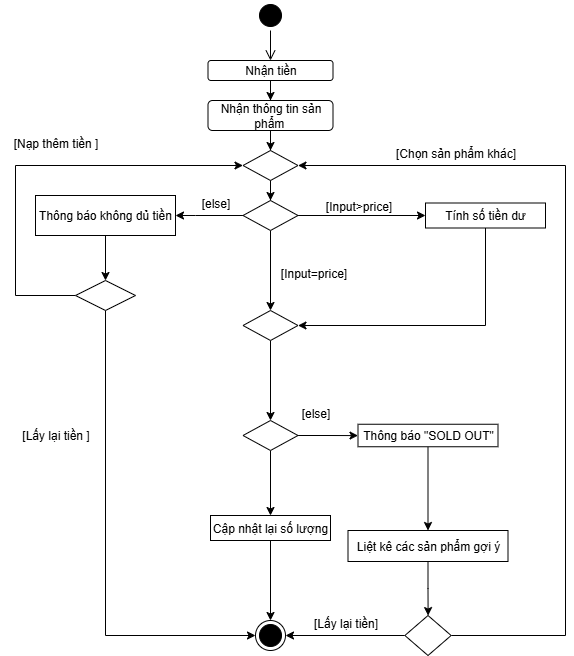 Nhận tiền
Nhận thông tin sản
phẩm
[Nạp thêm tiền ]
[Chọn sản phẩm khác]
[else]
[Input>price]
Thông báo không dủ tiền
Tính số tiền dư
[Input=price]
[else]
[Lấy lại tiền ]
Thông báo "SOLD OUT"
Cập nhật lại số lượng
Liệt kê các sản phẩm gợi ý
[Lấy lại tiền]